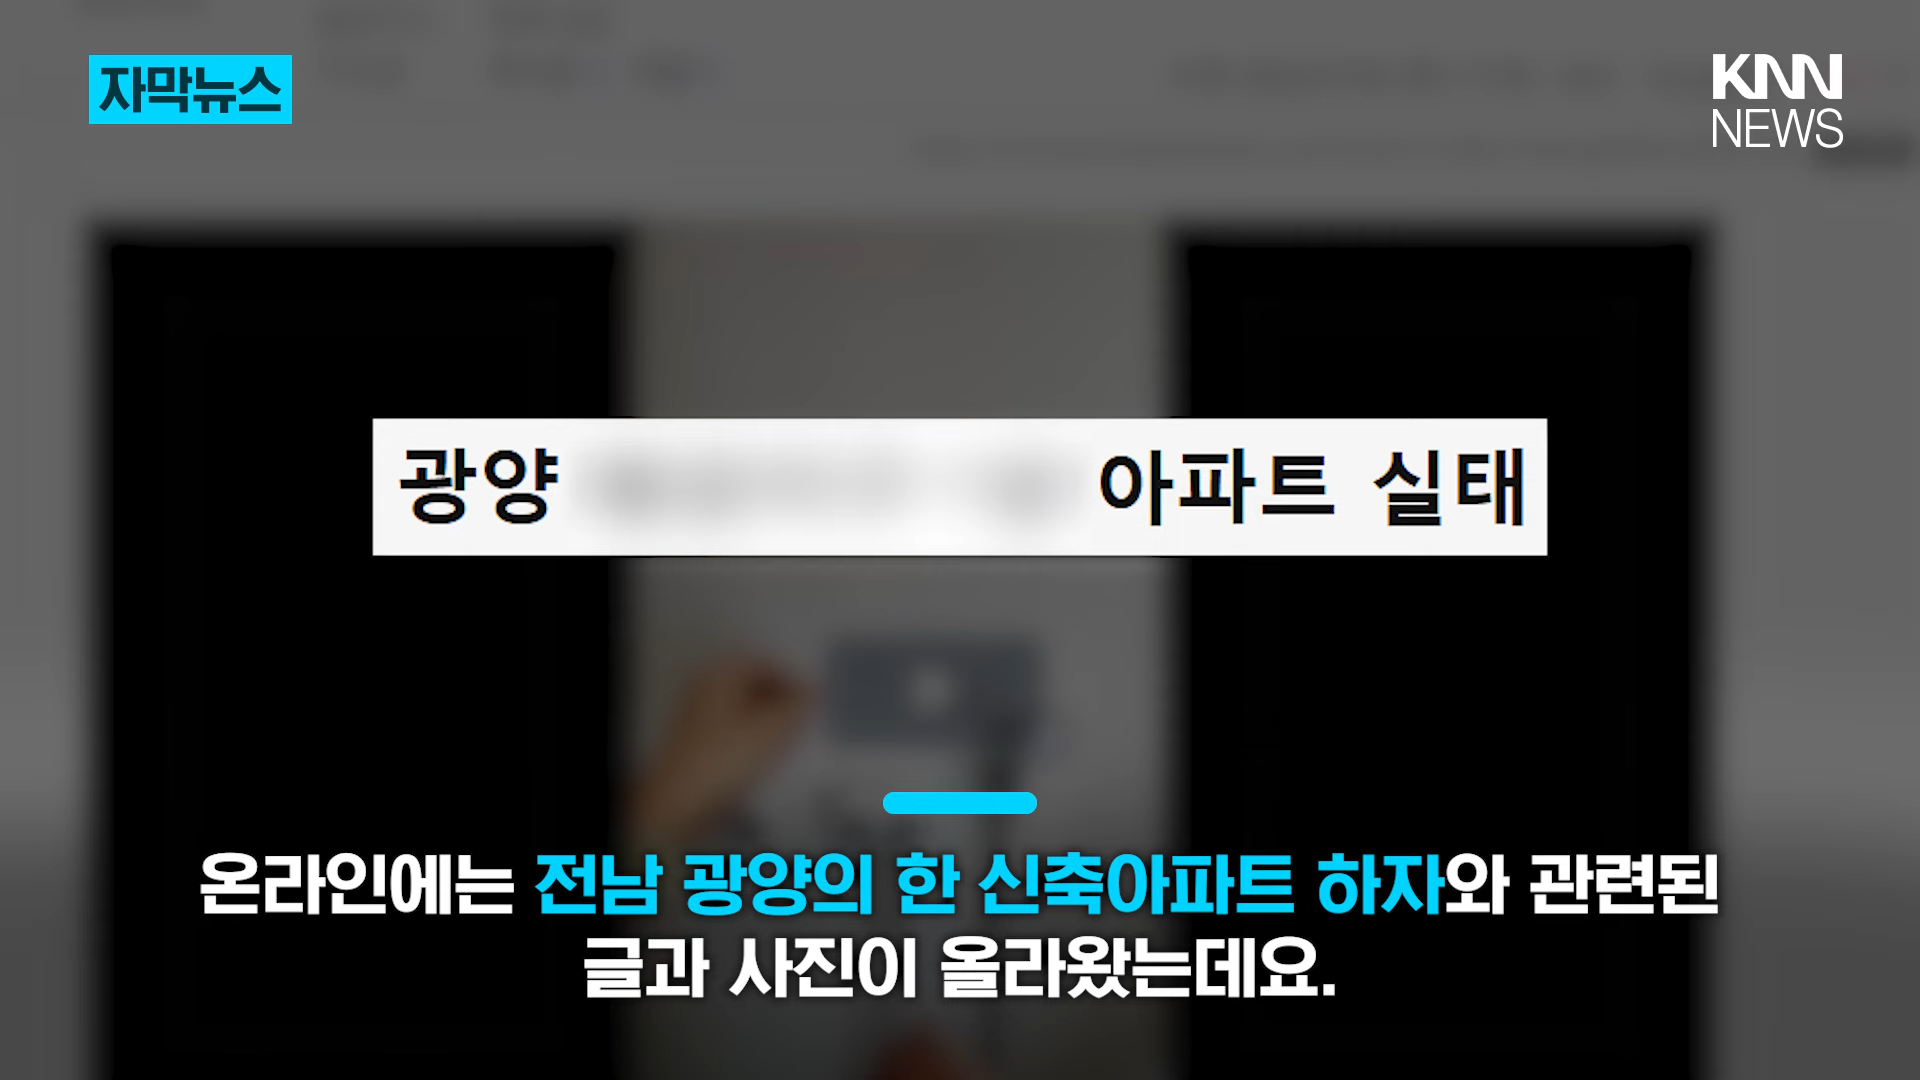 자막뉴스
KNN
NEWS
광양 아파트 실태
온라인에는 전남 광양의 한 신축아파트 하자와 관련된
글과 사진이 올라왔는데요.